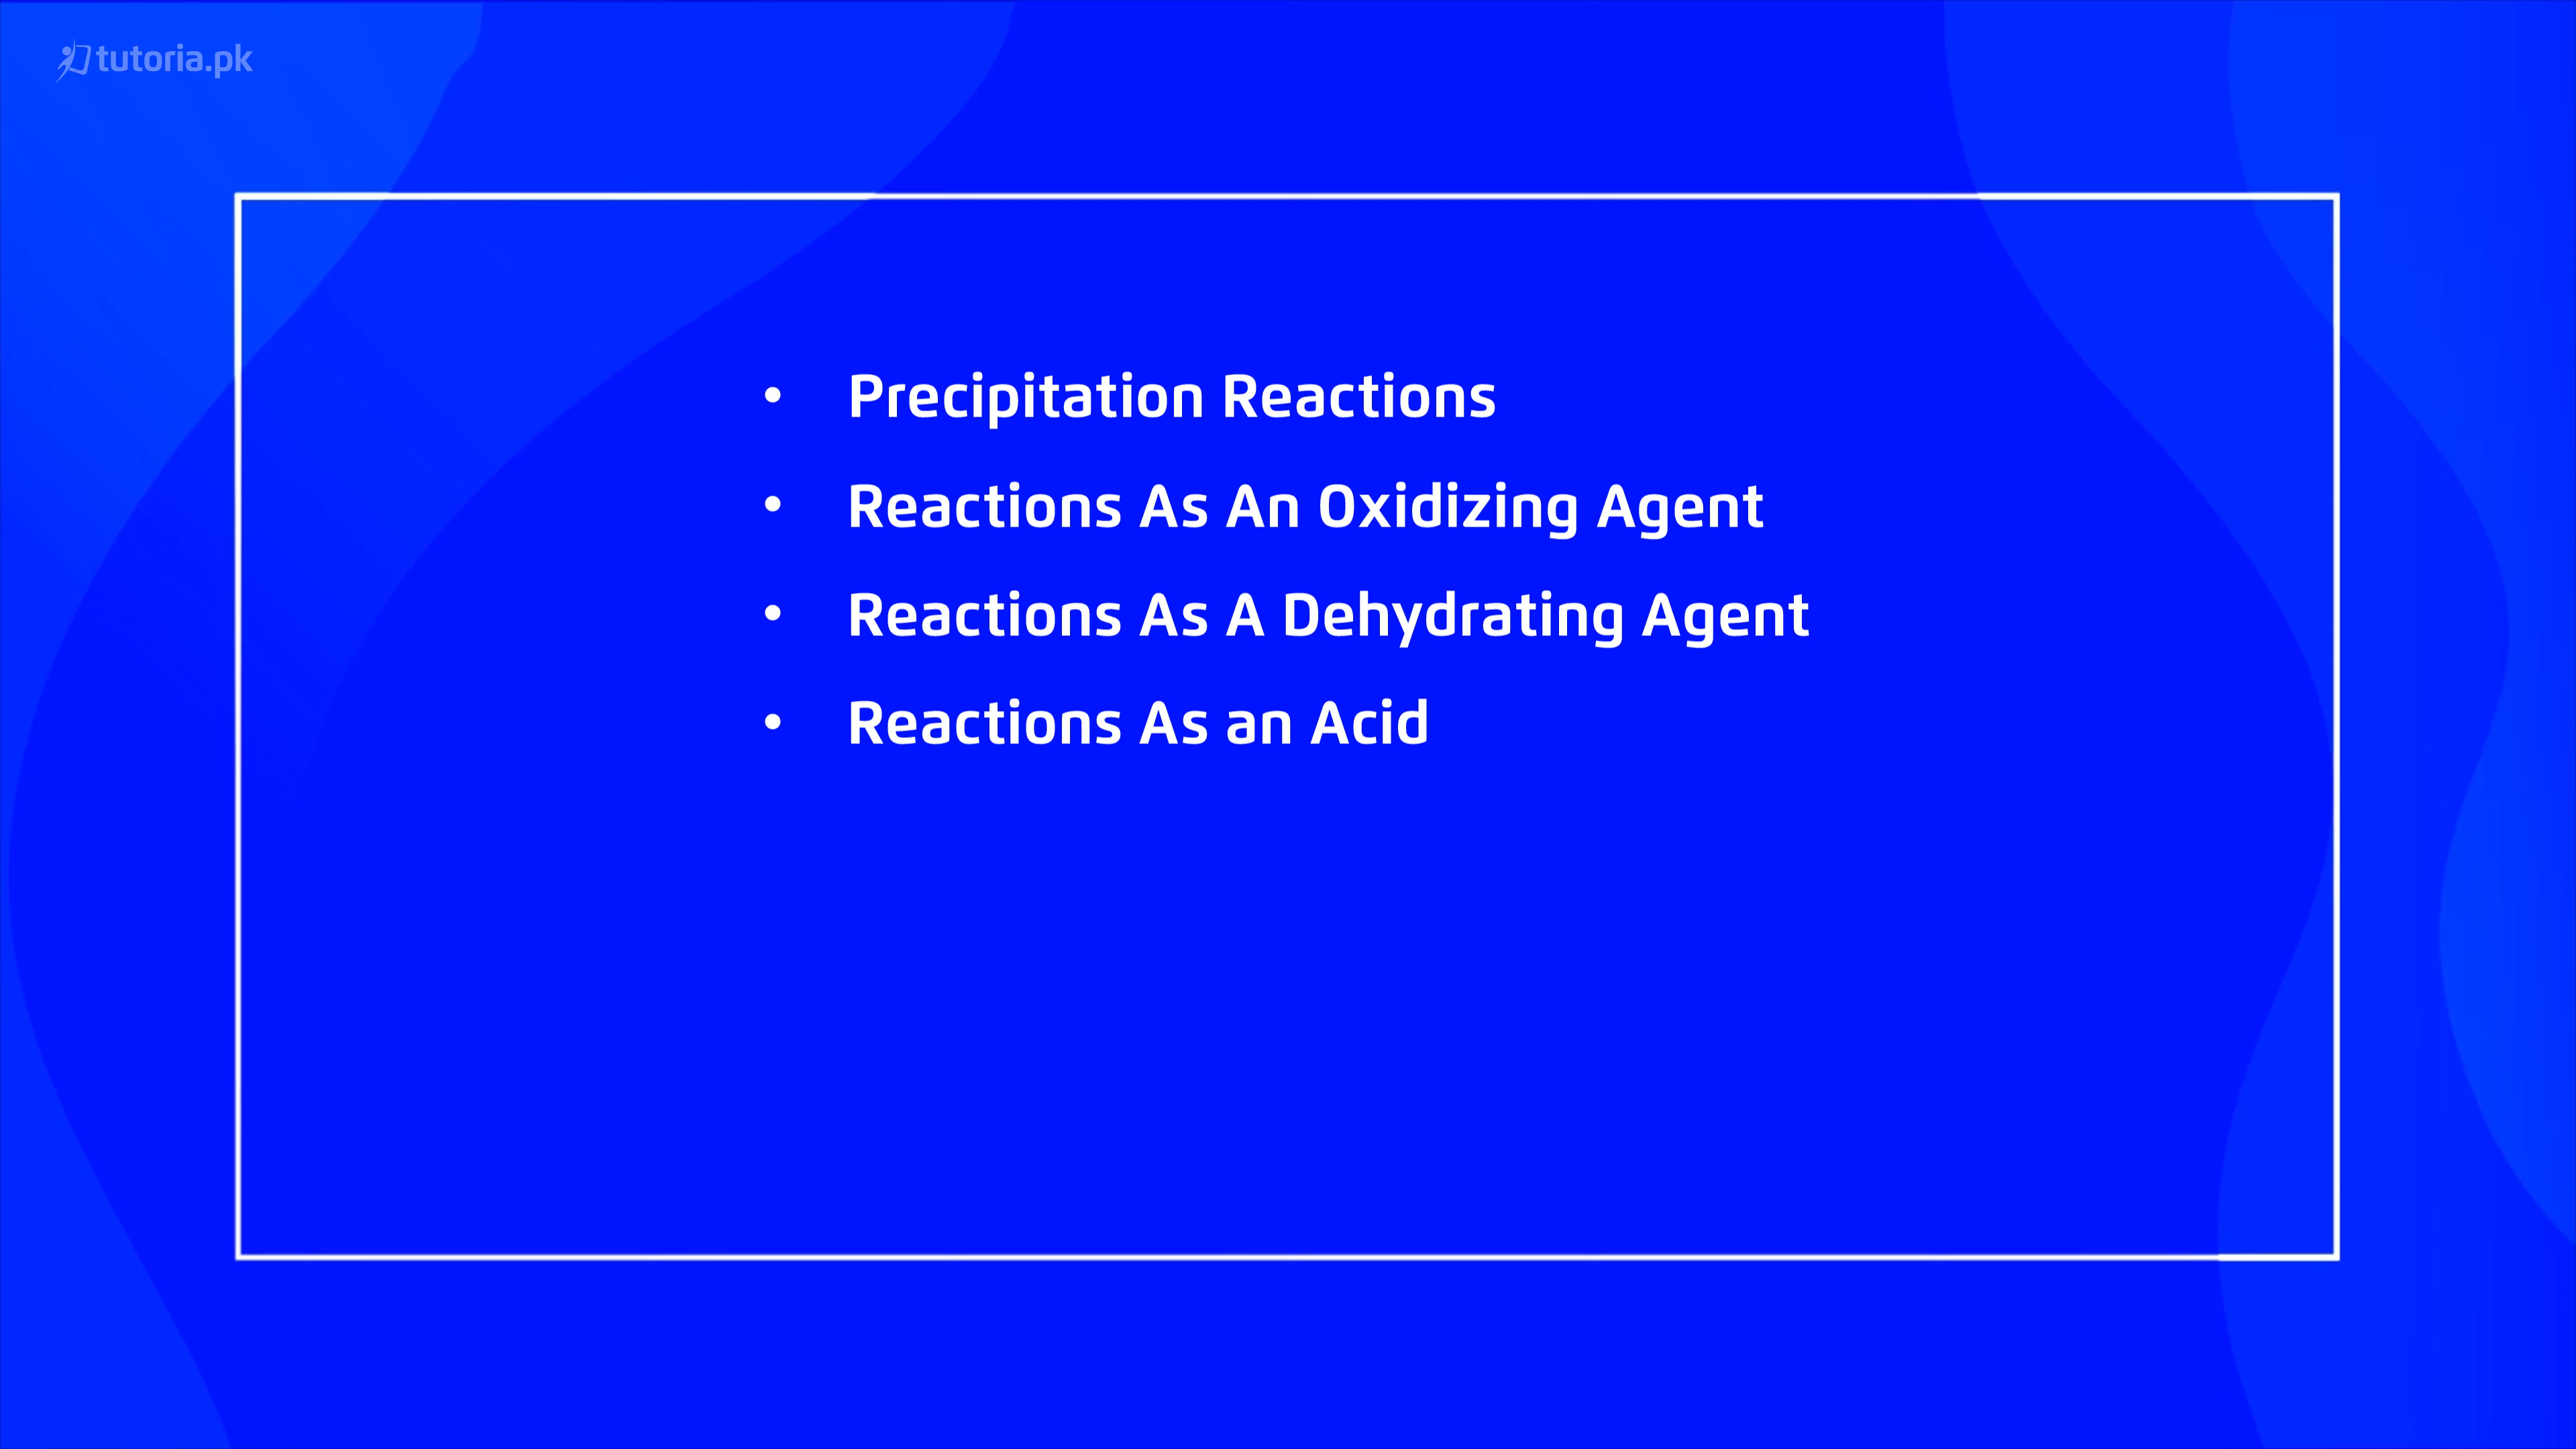 tutoria.pk
• Precipitation Reactions
• Reactions As An Oxidizing Agent
• Reactions As A Dehydrating Agent
• Reactions As an Acid